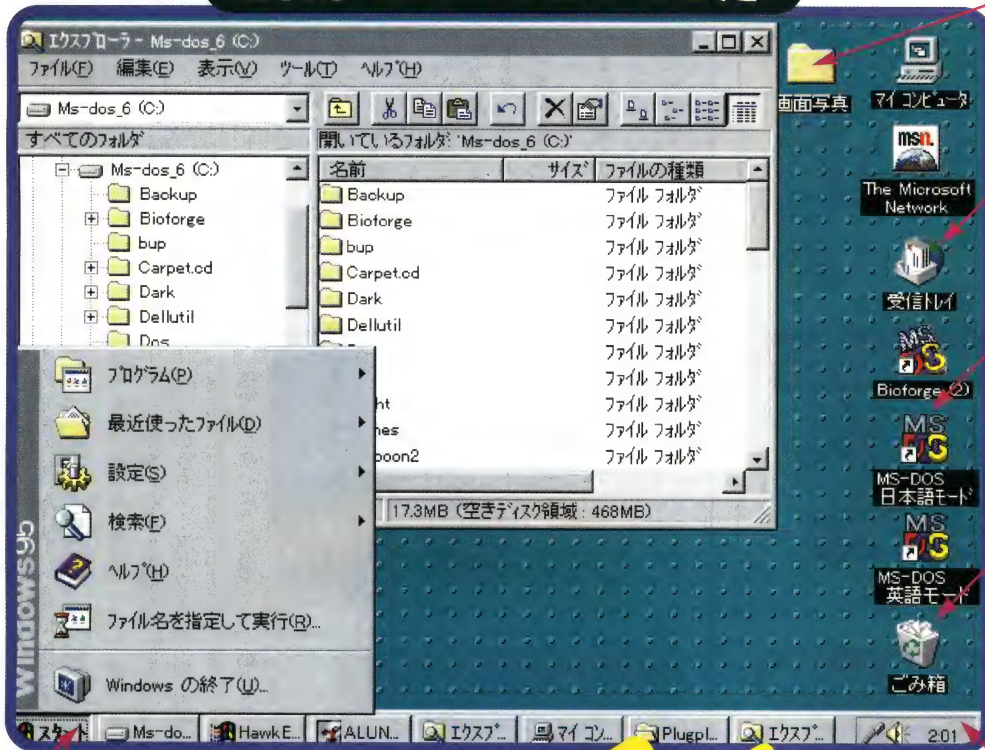 エクスプローラ - Ms-dos_6 (C:)
ファイル(F) 編集(E) 表示(V) ツール(T) ヘルプ(H)
Ms-dos_6 (C:)
すべてのフォルダ
開いているフォルダ: 'Ms-dos_6 (C:)'
Ms-dos_6 (C:)
Backup
Bioforge
bup
Carpet.cd
Dark
Dellutil
Dos
名前 サイズ ファイルの種類
Backup ファイル フォルダ
Bioforge ファイル フォルダ
bup ファイル フォルダ
Carpet.cd ファイル フォルダ
Dark ファイル フォルダ
Dellutil ファイル フォルダ
ファイル フォルダ
ファイル フォルダ
ht ファイル フォルダ
nes ファイル フォルダ
poon2 ファイル フォルダ
17.3MB (空きディスク領域 : 468MB)
画面写真
マイ コンピュータ
msn.
The Microsoft
Network
受信トレイ
MS
Bioforge (2)
MS
MS-DOS
日本語モード
MS
MS-DOS
英語モード
ごみ箱
Windows95
プログラム(P)
最近使ったファイル(D)
設定(S)
検索(F)
ヘルプ(H)
ファイル名を指定して実行(R)...
Windows の終了(U)...
スタート Ms-do... HawkE... ALUN... エクスプ... マイ コン... Plugpl... エクスプ... 2:01